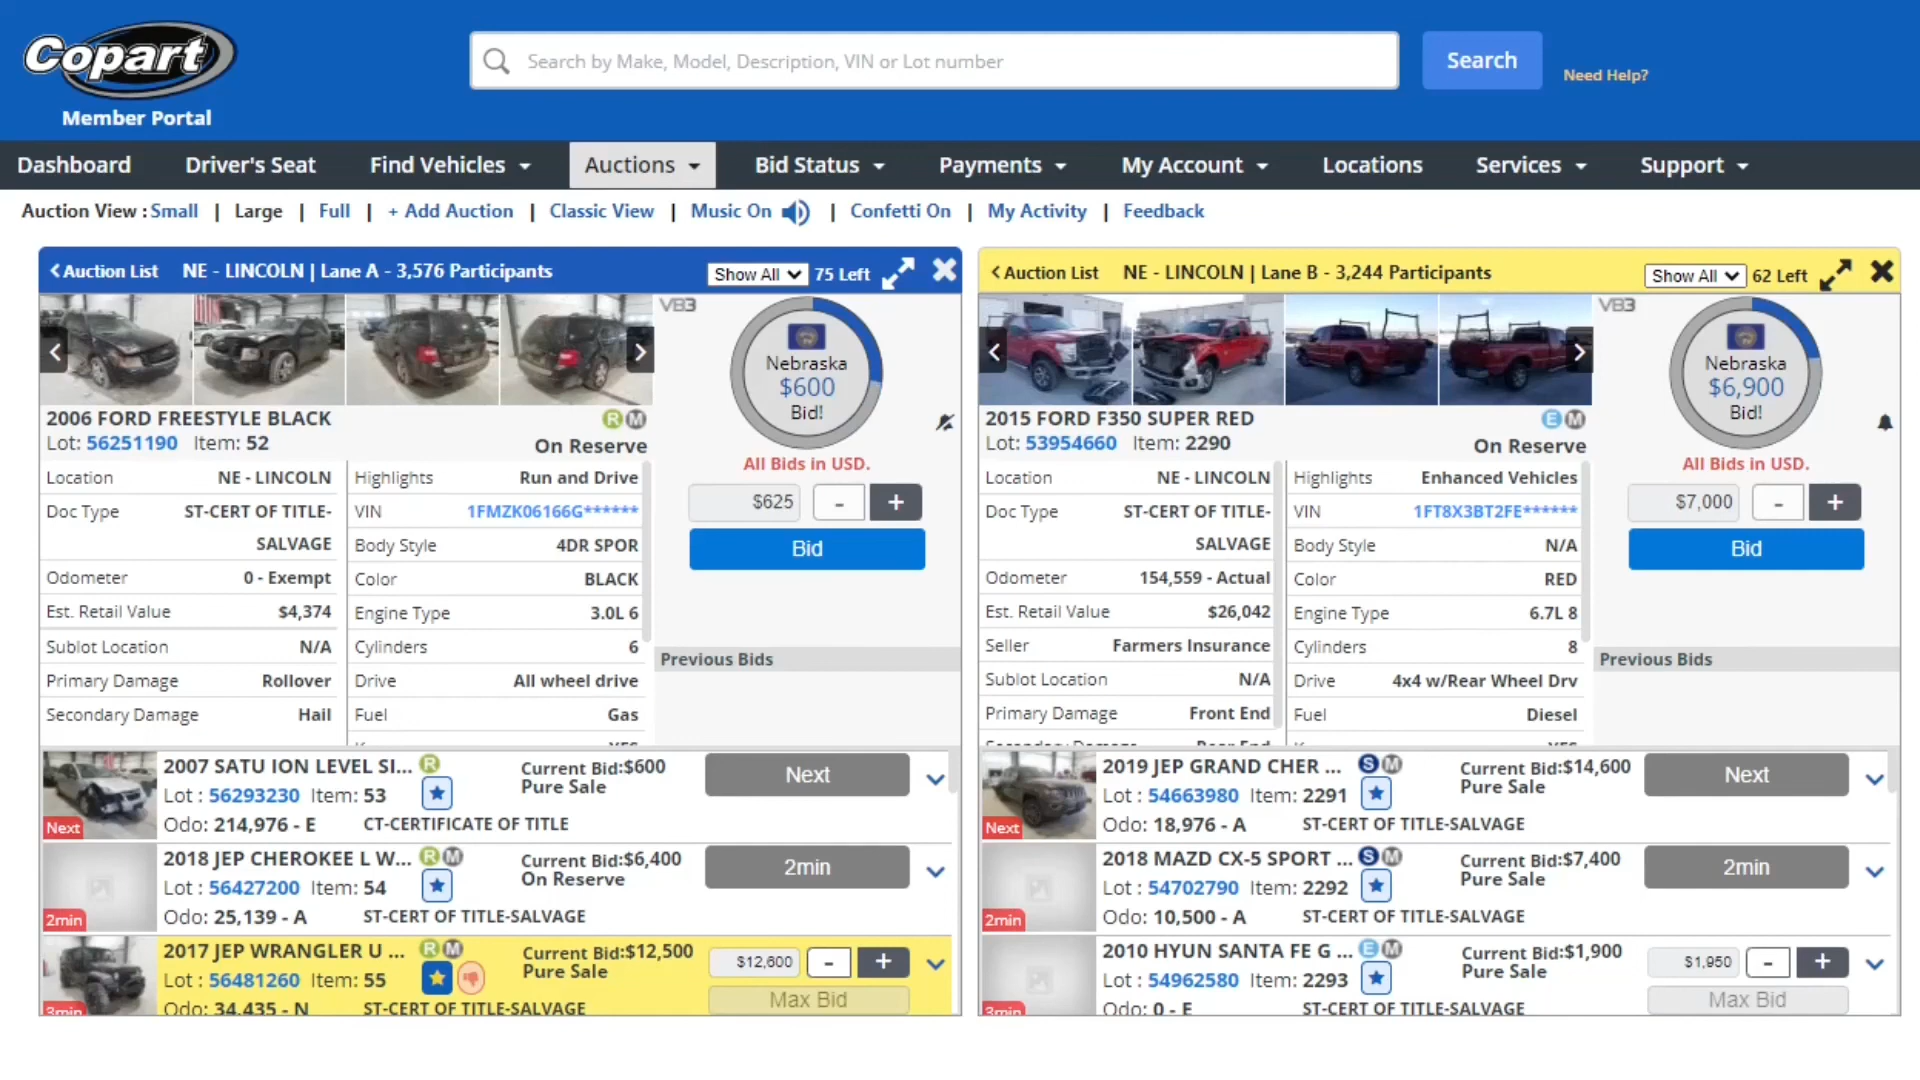 Copart
Member Portal
Search by Make, Model, Description, VIN or Lot number
Search
Need Help?
Dashboard Driver's Seat Find Vehicles Auctions Bid Status Payments My Account Locations Services Support
Auction View : Small | Large | Full | + Add Auction | Classic View | Music On | Confetti On | My Activity | Feedback
Auction List NE - LINCOLN | Lane A - 3,576 Participants Show All 75 Left
VB3
Nebraska
$600
Bid!
2006 FORD FREESTYLE BLACK R M
Lot: 56251190 Item: 52
On Reserve
All Bids in USD.
$625 - +
Bid
Location NE - LINCOLN
Doc Type ST-CERT OF TITLE-
SALVAGE
Odometer 0 - Exempt
Est. Retail Value $4,374
Sublot Location N/A
Primary Damage Rollover
Secondary Damage Hail
Highlights Run and Drive
VIN 1FMZK06166G******
Body Style 4DR SPOR
Color BLACK
Engine Type 3.0L 6
Cylinders 6
Drive All wheel drive
Fuel Gas
Previous Bids
2007 SATU ION LEVEL SI... R
Lot : 56293230 Item: 53
Odo: 214,976 - E CT-CERTIFICATE OF TITLE
Current Bid:$600
Pure Sale
Next
Next
2018 JEP CHEROKEE L W... R M
Lot : 56427200 Item: 54
Odo: 25,139 - A ST-CERT OF TITLE-SALVAGE
Current Bid:$6,400
On Reserve
2min
2min
2017 JEP WRANGLER U ... R M
Lot : 56481260 Item: 55
Odo: 34,435 - N ST-CERT OF TITLE-SALVAGE
Current Bid:$12,500
Pure Sale
$12,600 - +
Max Bid
3min
Auction List NE - LINCOLN | Lane B - 3,244 Participants Show All 62 Left
VB3
Nebraska
$6,900
Bid!
2015 FORD F350 SUPER RED E M
Lot: 53954660 Item: 2290
On Reserve
All Bids in USD.
$7,000 - +
Bid
Location NE - LINCOLN
Doc Type ST-CERT OF TITLE-
SALVAGE
Odometer 154,559 - Actual
Est. Retail Value $26,042
Seller Farmers Insurance
Sublot Location N/A
Primary Damage Front End
Secondary Damage Rear End
Highlights Enhanced Vehicles
VIN 1FT8X3BT2FE******
Body Style N/A
Color RED
Engine Type 6.7L 8
Cylinders 8
Drive 4x4 w/Rear Wheel Drv
Fuel Diesel
Previous Bids
2019 JEP GRAND CHER ... S M
Lot : 54663980 Item: 2291
Odo: 18,976 - A ST-CERT OF TITLE-SALVAGE
Current Bid:$14,600
Pure Sale
Next
Next
2018 MAZD CX-5 SPORT ... S M
Lot : 54702790 Item: 2292
Odo: 10,500 - A ST-CERT OF TITLE-SALVAGE
Current Bid:$7,400
Pure Sale
2min
2min
2010 HYUN SANTA FE G ... E M
Lot : 54962580 Item: 2293
Odo: 0 - E ST-CERT OF TITLE-SALVAGE
Current Bid:$1,900
Pure Sale
$1,950 - +
Max Bid
3min